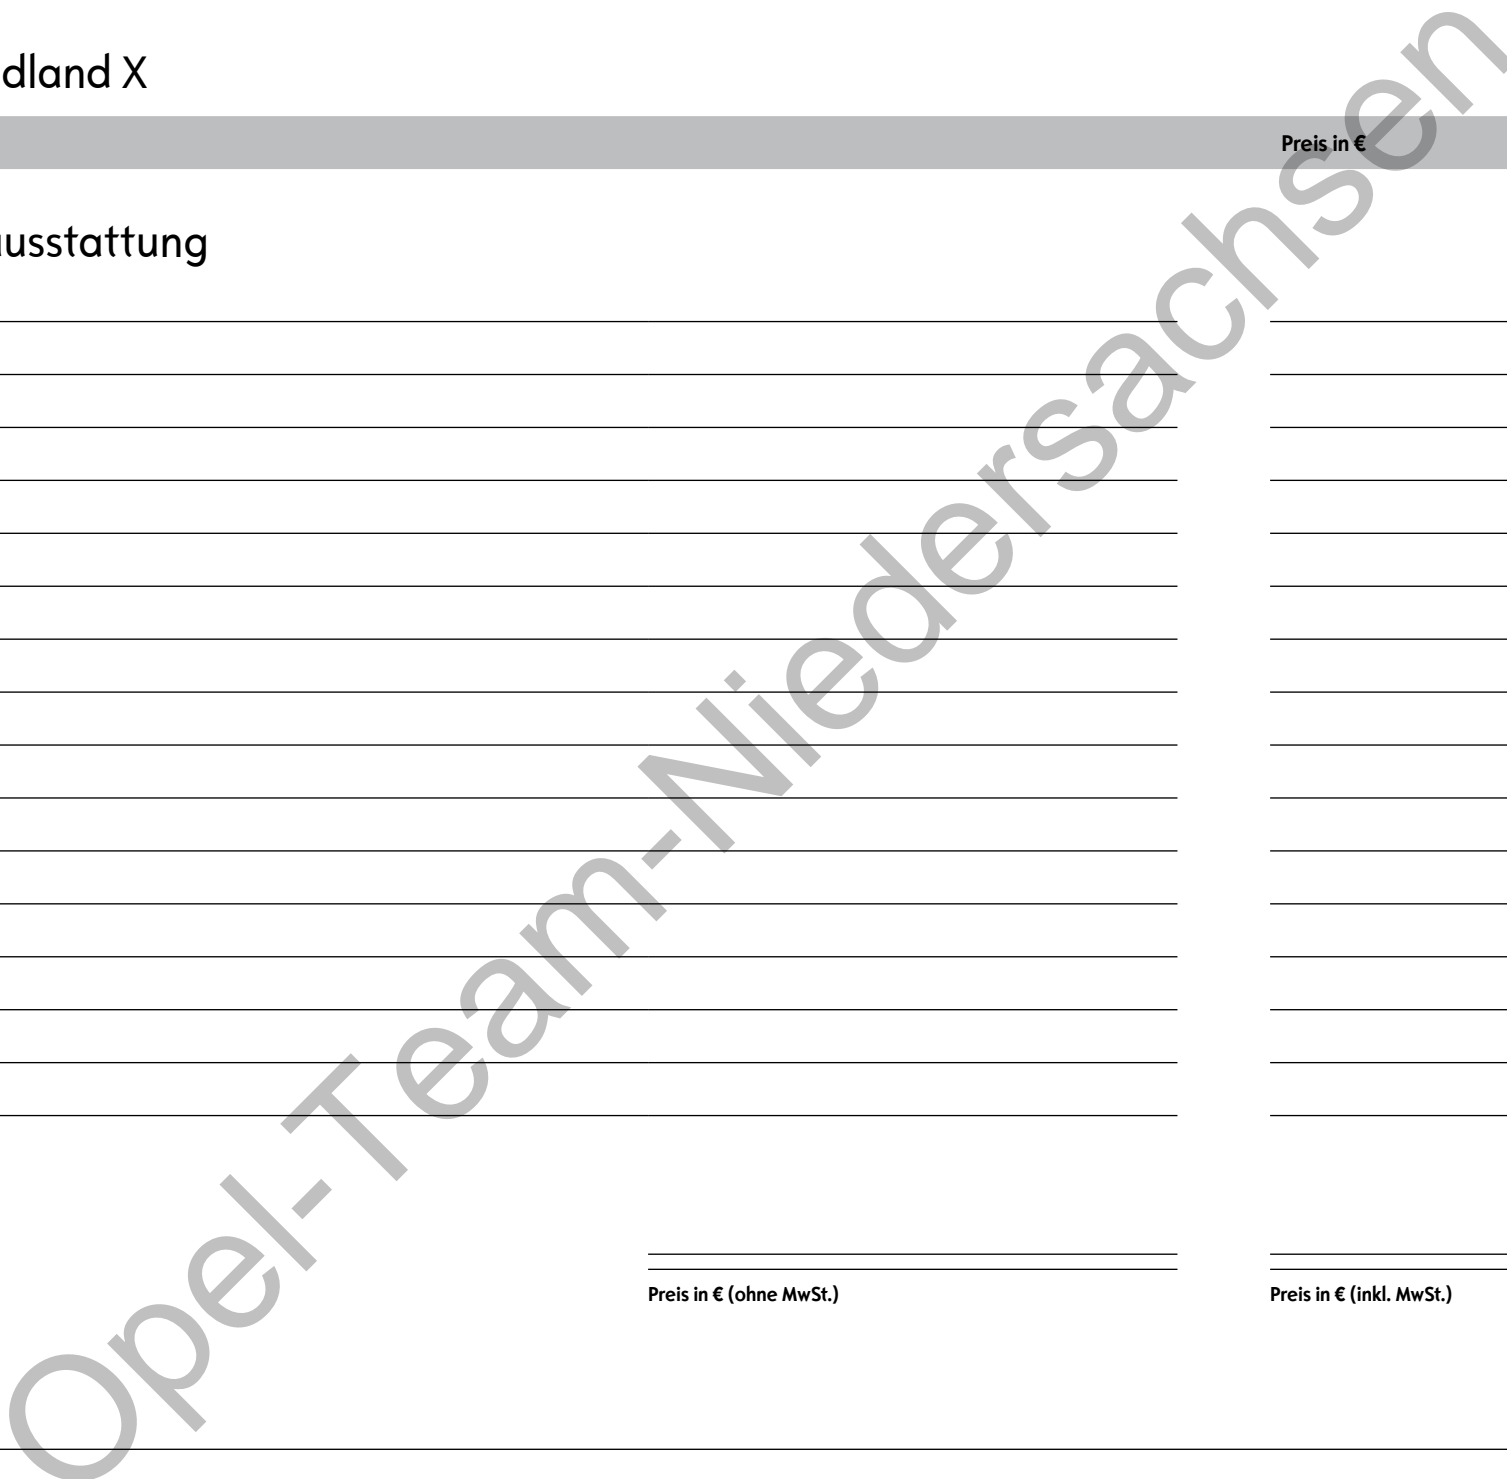 dland X
Preis in €
usstattung
Preis in € (ohne MwSt.)
Preis in € (inkl. MwSt.)
Opel-Team-Niedersachsen